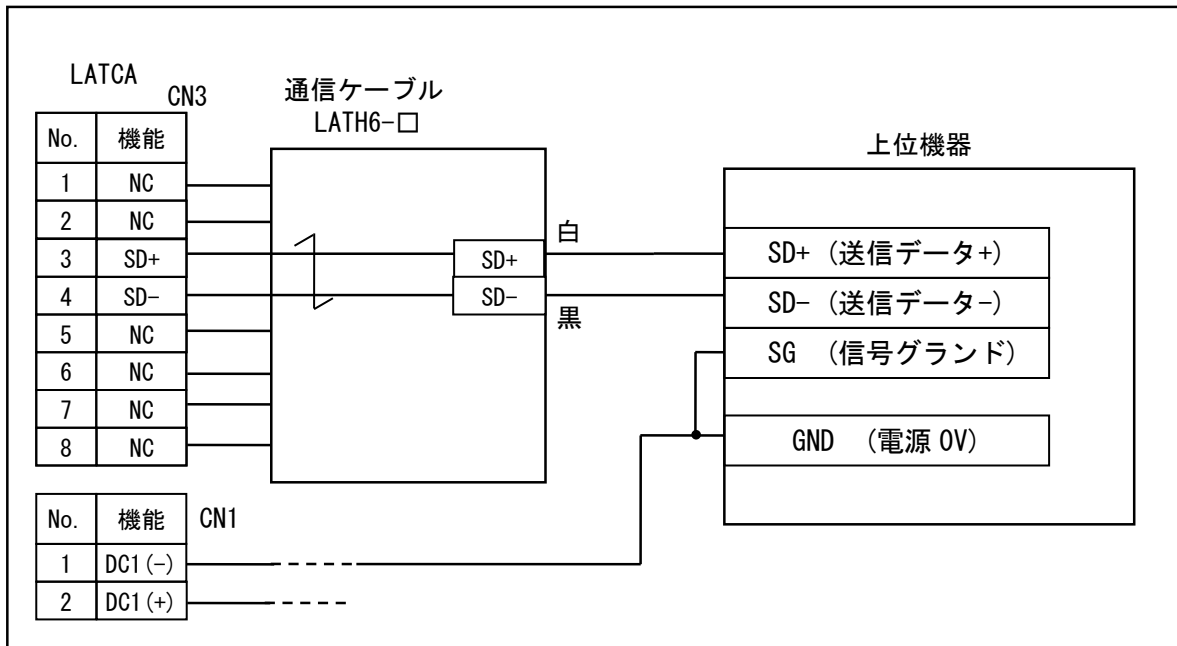 LATCA
CN3
No. 機能
1 NC
2 NC
3 SD+
4 SD-
5 NC
6 NC
7 NC
8 NC
通信ケーブル
LATH6-□
SD+
SD-
白
黒
上位機器
SD+ (送信データ+)
SD- (送信データ-)
SG (信号グランド)
GND (電源 0V)
No. 機能
CN1
1 DC1(-)
2 DC1(+)